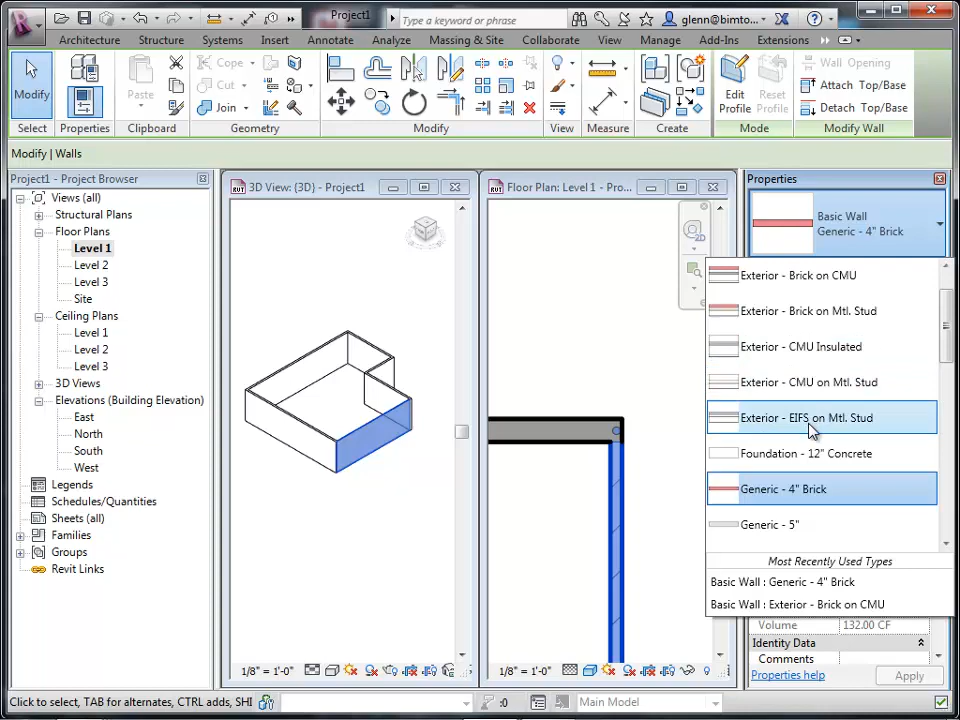 Project1
Type a keyword or phrase
glenn@bimto...
Architecture Structure Systems Insert Annotate Analyze Massing & Site Collaborate View Manage Add-Ins Extensions
Modify
Paste
Cope
Cut
Join
Edit Profile
Reset Profile
Wall Opening
Attach Top/Base
Detach Top/Base
Select Properties Clipboard Geometry Modify View Measure Create Mode Modify Wall
Modify | Walls
Project1 - Project Browser
Views (all)
Structural Plans
Floor Plans
Level 1
Level 2
Level 3
Site
Ceiling Plans
Level 1
Level 2
Level 3
3D Views
Elevations (Building Elevation)
East
North
South
West
Legends
Schedules/Quantities
Sheets (all)
Families
Groups
Revit Links
3D View: {3D} - Project1
1/8" = 1'-0"
Floor Plan: Level 1 - Pro...
2D
1/8" = 1'-0"
Properties
Basic Wall
Generic - 4" Brick
Exterior - Brick on CMU
Exterior - Brick on Mtl. Stud
Exterior - CMU Insulated
Exterior - CMU on Mtl. Stud
Exterior - EIFS on Mtl. Stud
Foundation - 12" Concrete
Generic - 4" Brick
Generic - 5"
Most Recently Used Types
Basic Wall : Generic - 4" Brick
Basic Wall : Exterior - Brick on CMU
Volume 132.00 CF
Identity Data
Comments
Properties help
Apply
Click to select, TAB for alternates, CTRL adds, SHI
:0
Main Model